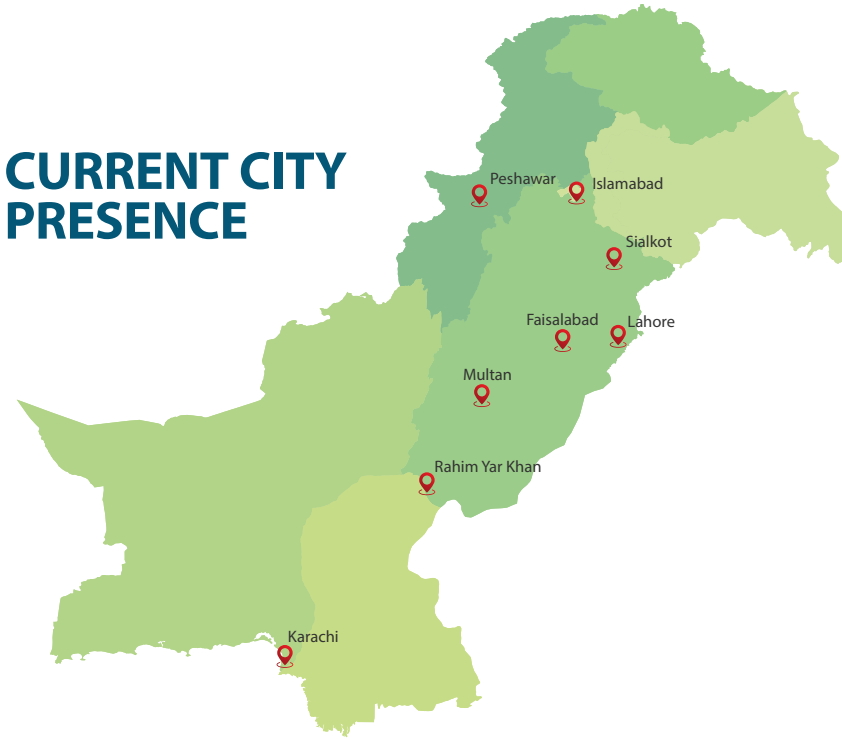 CURRENT CITY
PRESENCE
Peshawar
Islamabad
Sialkot
Faisalabad
Lahore
Multan
Rahim Yar Khan
Karachi